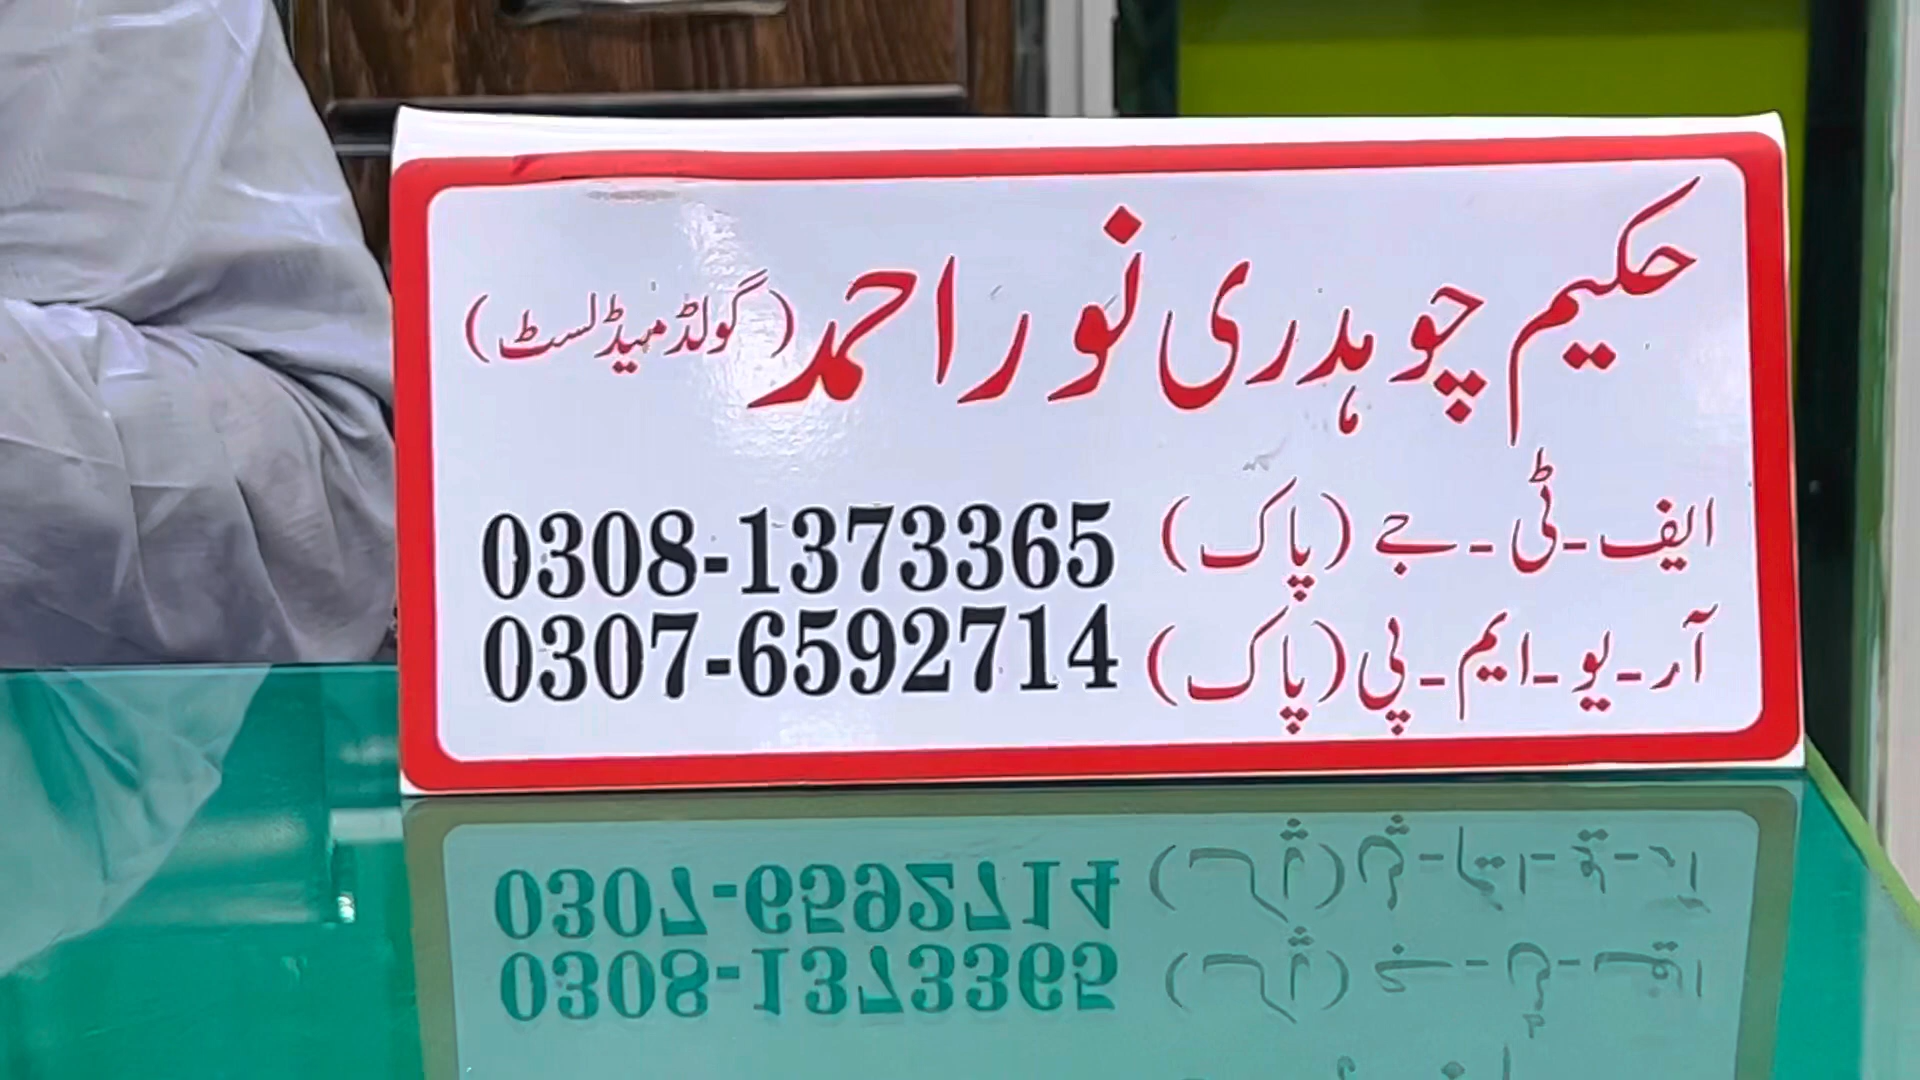 حکیم چوہدری نور احمد (گولڈ میڈلسٹ)
ایف-ٹی-جے (پاک) 0308-1373365
آر-یو-ایم-پی (پاک) 0307-6592714